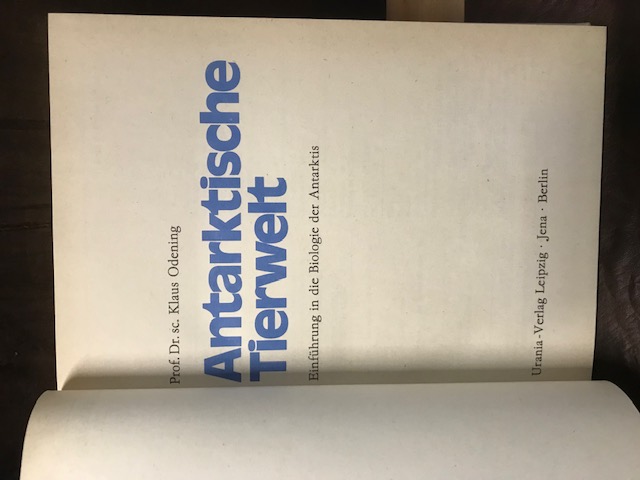 Prof. Dr. sc. Klaus Odening
Antarktische
Tierwelt
Einführung in die Biologie der Antarktis
Urania-Verlag Leipzig · Jena · Berlin